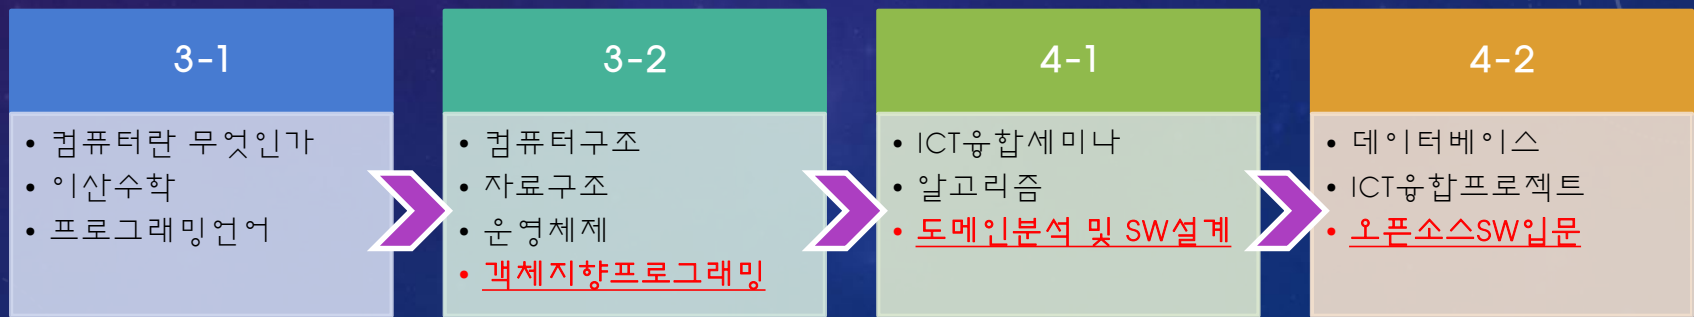 3-1
• 컴퓨터란 무엇인가
• 이산수학
• 프로그래밍언어
3-2
• 컴퓨터구조
• 자료구조
• 운영체제
• 객체지향프로그래밍
4-1
• ICT융합세미나
• 알고리즘
• 도메인분석 및 SW설계
4-2
• 데이터베이스
• ICT융합프로젝트
• 오픈소스SW입문